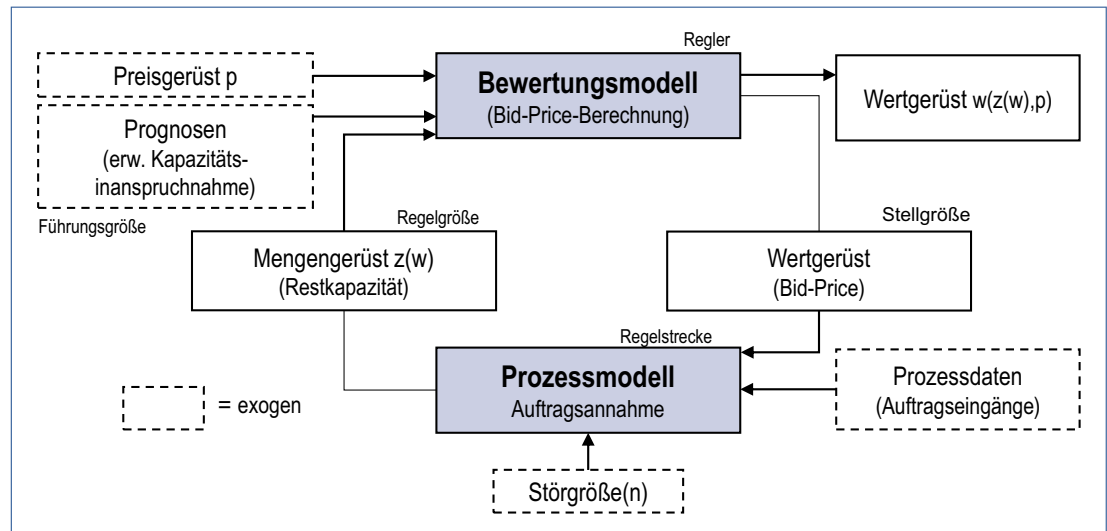 Regler
Preisgerüst p
Bewertungsmodell
(Bid-Price-Berechnung)
Wertgerüst w(z(w),p)
Prognosen
(erw. Kapazitäts-
inanspruchnahme)
Führungsgröße
Regelgröße
Stellgröße
Mengengerüst z(w)
(Restkapazität)
Wertgerüst
(Bid-Price)
Regelstrecke
Prozessmodell
Auftragsannahme
Prozessdaten
(Auftragseingänge)
= exogen
Störgröße(n)